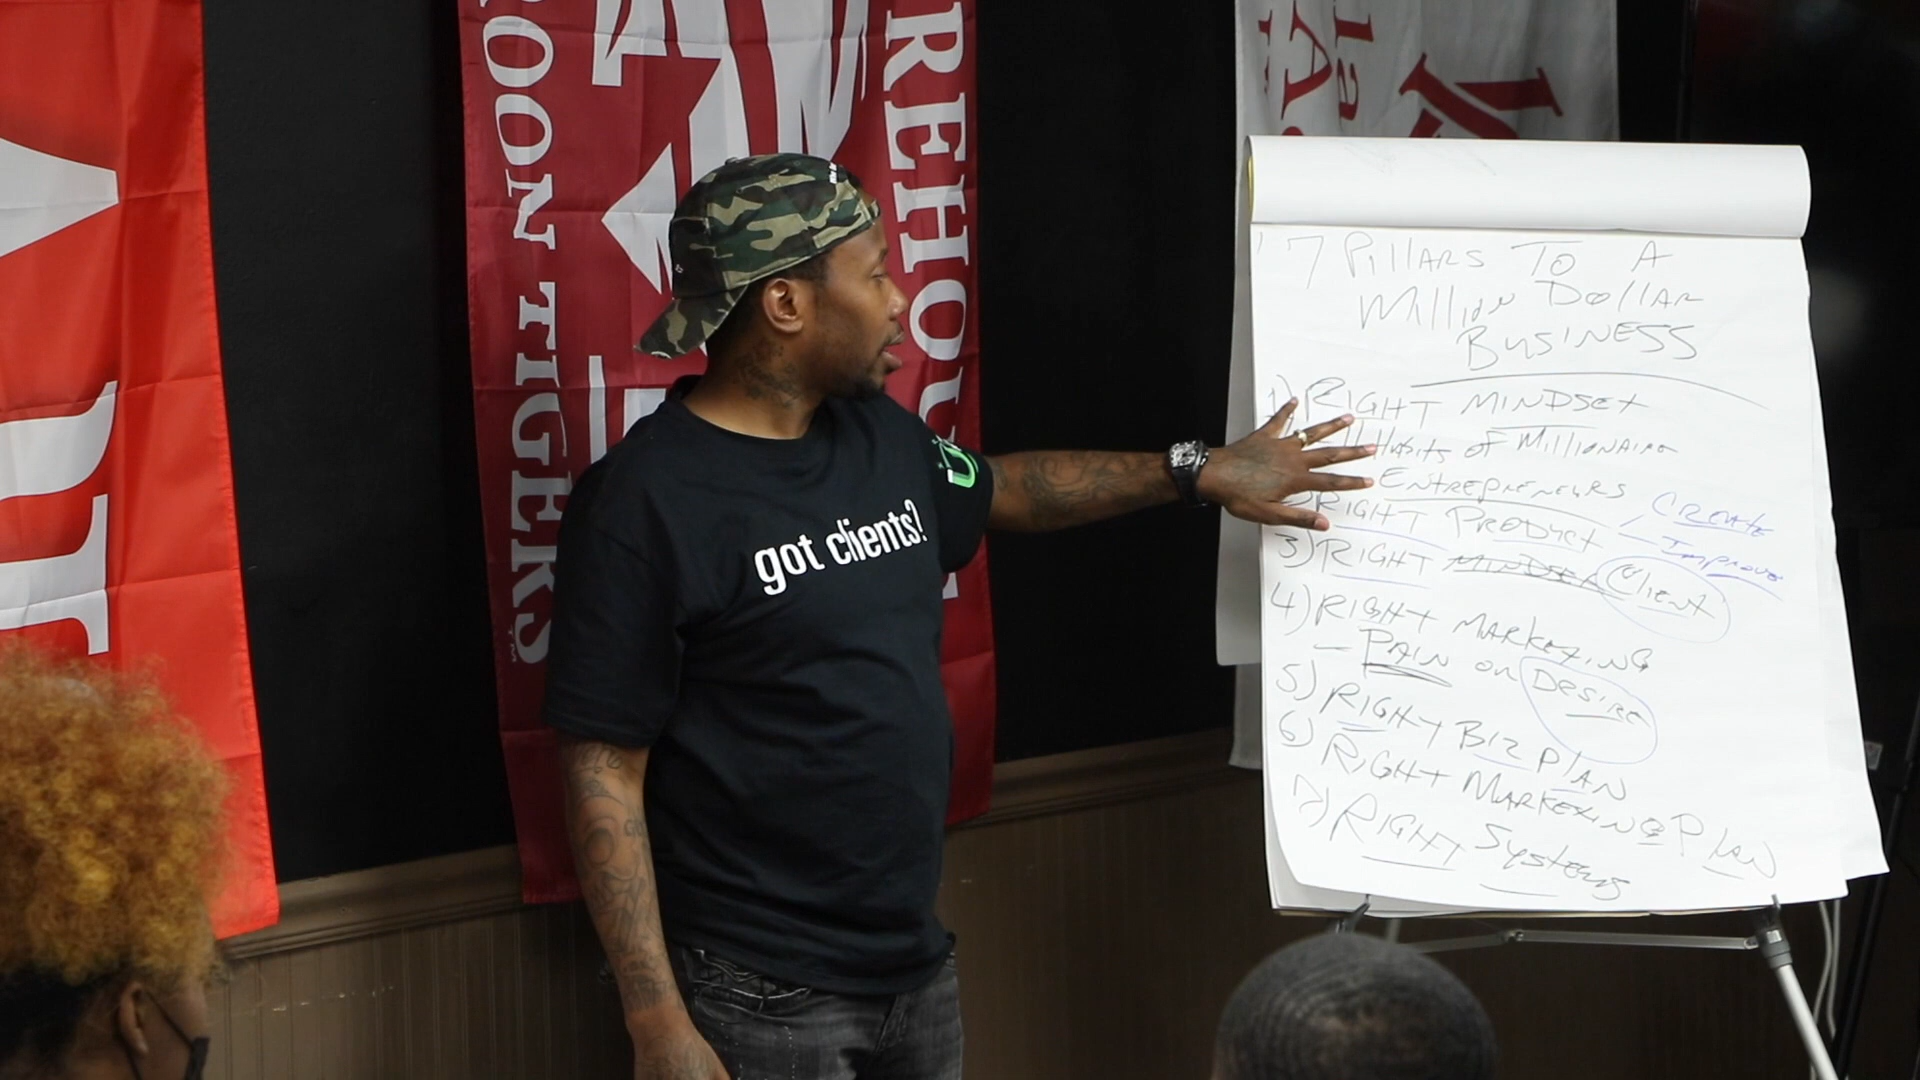 OON TIGERS
REHOU
la
A
got clients?
7 Pillars To A
Million Dollar
Business
1) Right Mindset
Habits of Millionaire
Entrepreneurs
Right Product - Create
- Improve
3) Right Mindset Client
4) Right Marketing
- Pain or Desire
5) Right Biz Plan
6) Right Marketing Plan
7) Right Systems